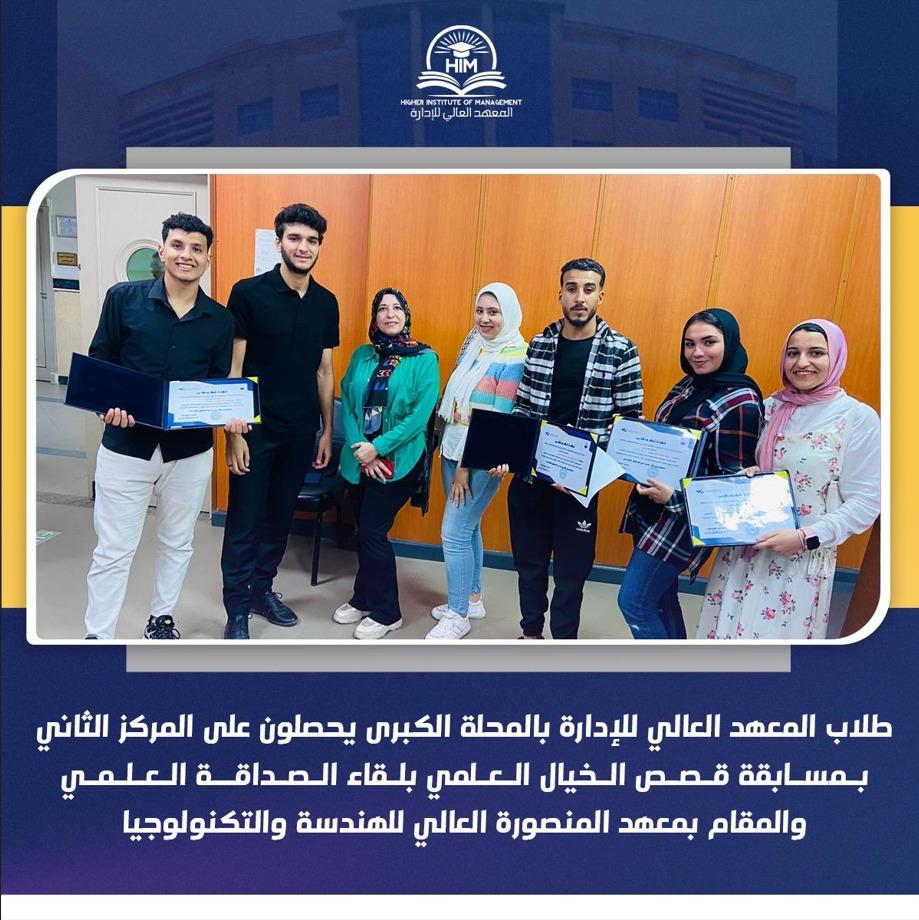 HIM
HIGHER INSTITUTE OF MANAGEMENT
المعهد العالي للإدارة
طلاب المعهد العالي للإدارة بالمحلة الكبرى يحصلون على المركز الثاني
بمسابقة قصص الخيال العلمي بلقاء الصداقة العلمي
والمقام بمعهد المنصورة العالي للهندسة والتكنولوجيا